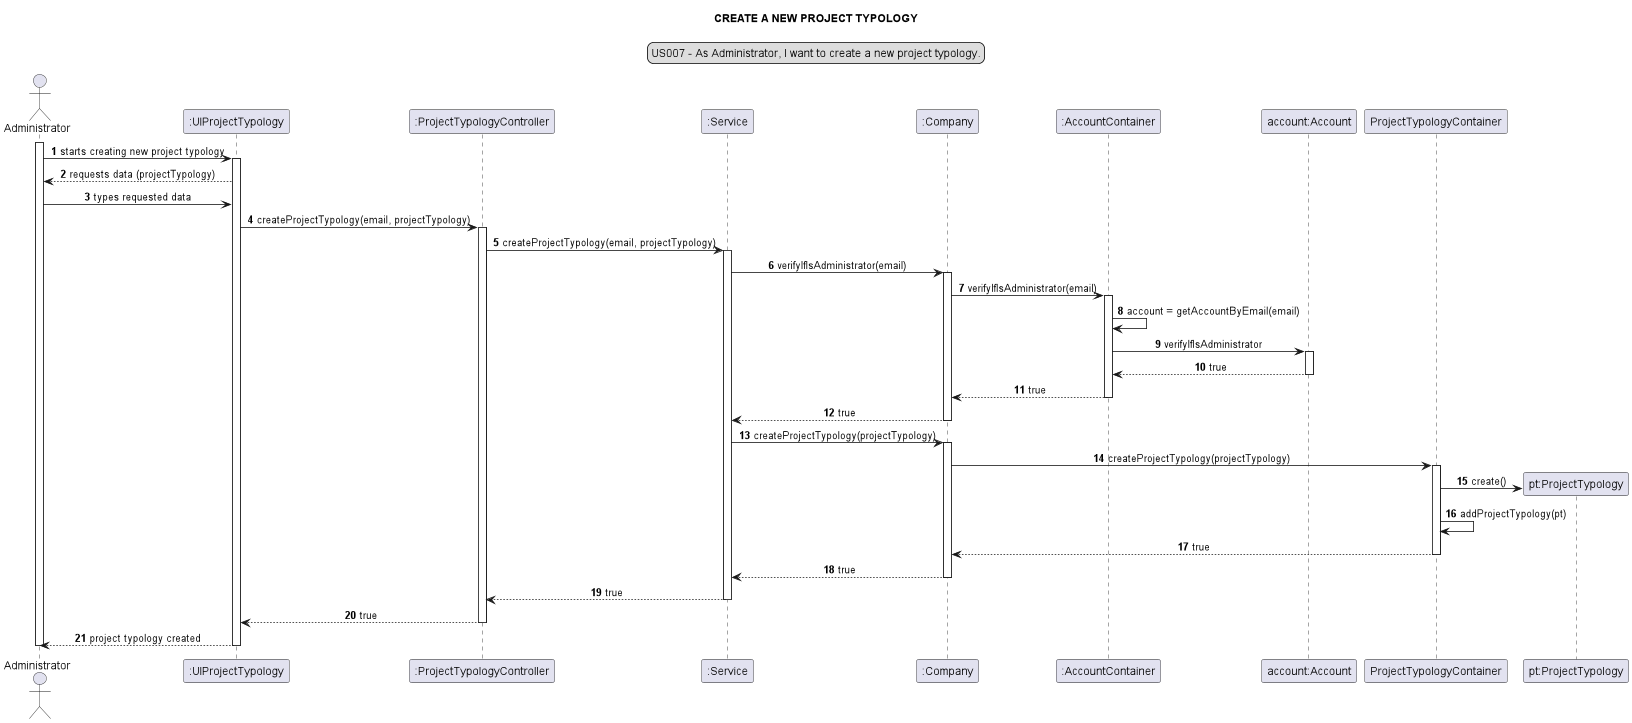 CREATE A NEW PROJECT TYPOLOGY
US007 - As Administrator, I want to create a new project typology.
Administrator
:UIProjectTypology
:ProjectTypologyController
:Service
:Company
:AccountContainer
account:Account
ProjectTypologyContainer
1 starts creating new project typology
2 requests data (projectTypology)
3 types requested data
4 createProjectTypology(email, projectTypology)
5 createProjectTypology(email, projectTypology)
6 verifyIfIsAdministrator(email)
7 verifyIfIsAdministrator(email)
8 account = getAccountByEmail(email)
9 verifyIfIsAdministrator
10 true
11 true
12 true
13 createProjectTypology(projectTypology)
14 createProjectTypology(projectTypology)
15 create()
pt:ProjectTypology
16 addProjectTypology(pt)
17 true
18 true
19 true
20 true
21 project typology created
Administrator
:UIProjectTypology
:ProjectTypologyController
:Service
:Company
:AccountContainer
account:Account
ProjectTypologyContainer
pt:ProjectTypology